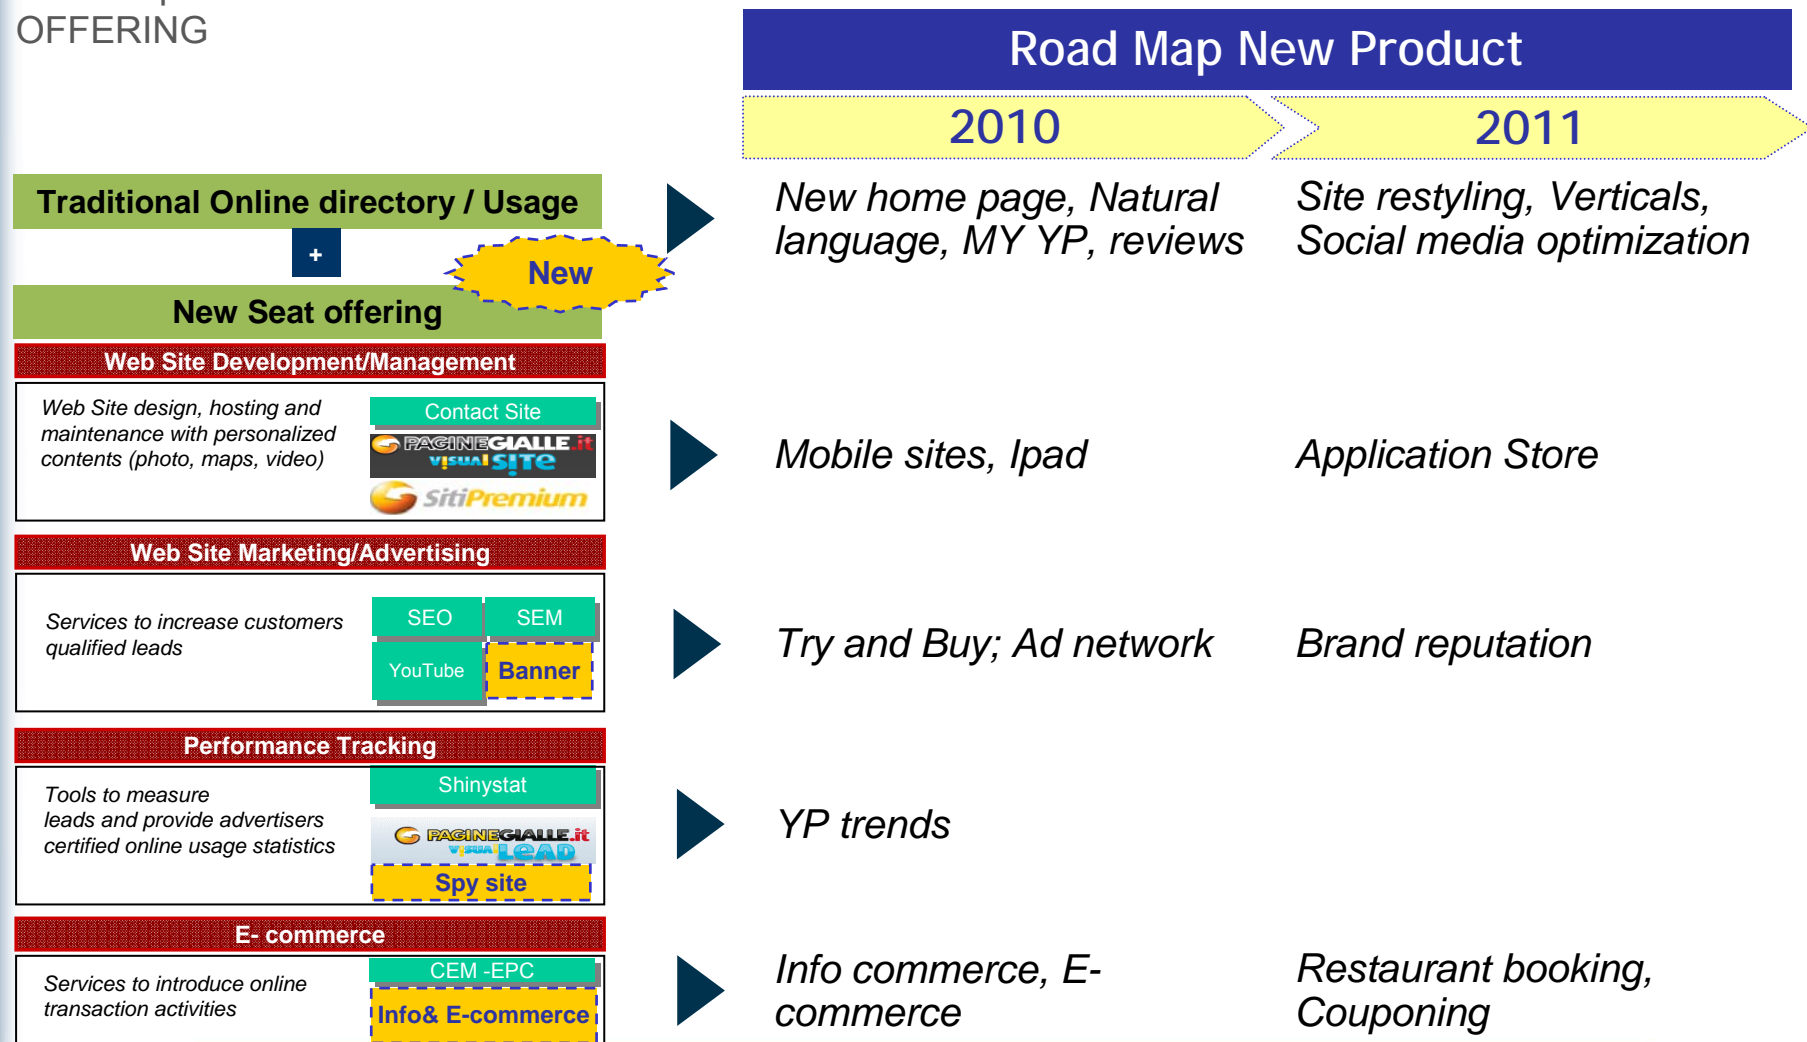 OFFERING
Road Map New Product
2010
2011
Traditional Online directory / Usage
+
New
New Seat offering
New home page, Natural
language, MY YP, reviews
Site restyling, Verticals,
Social media optimization
Web Site Development/Management
Web Site design, hosting and
maintenance with personalized
contents (photo, maps, video)
Contact Site
PAGINEGIALLE.it
VISUAL SITE
SitiPremium
Mobile sites, Ipad
Application Store
Web Site Marketing/Advertising
Services to increase customers
qualified leads
SEO
SEM
YouTube
Banner
Try and Buy; Ad network
Brand reputation
Performance Tracking
Tools to measure
leads and provide advertisers
certified online usage statistics
Shinystat
PAGINEGIALLE.it
VISUAL LEAD
Spy site
YP trends
E- commerce
Services to introduce online
transaction activities
CEM -EPC
Info& E-commerce
Info commerce, E-
commerce
Restaurant booking,
Couponing